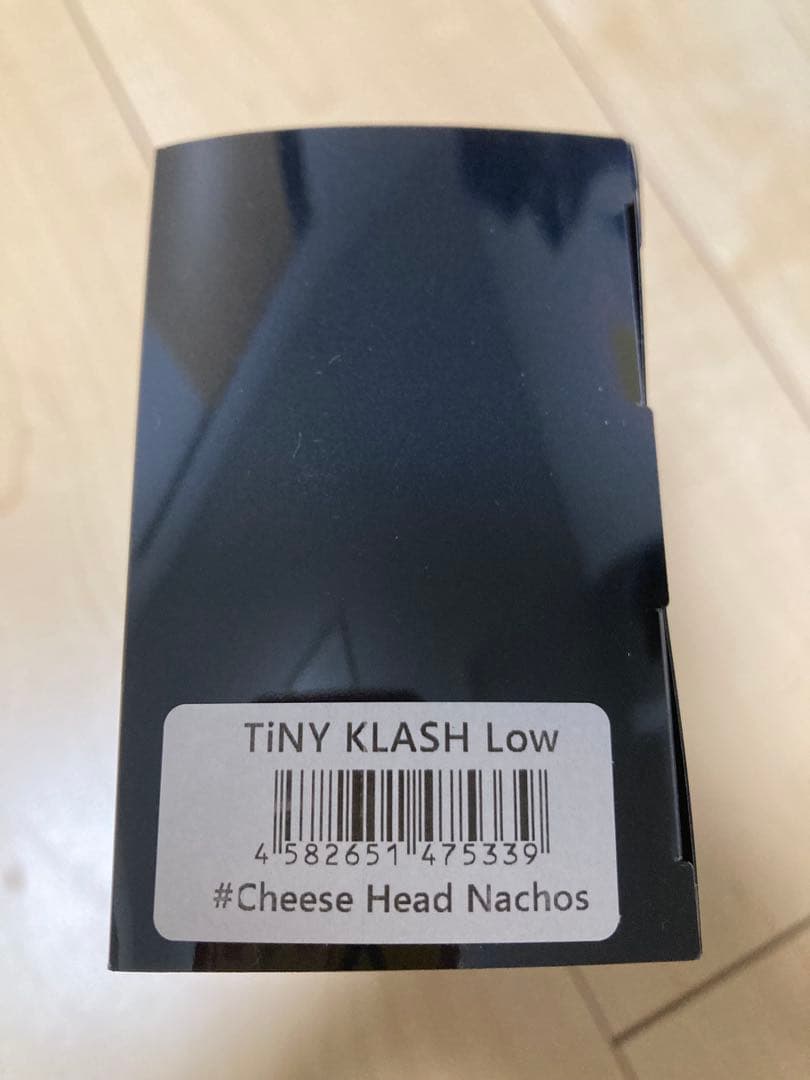 TiNY KLASH Low
4 582651 475339
#Cheese Head Nachos